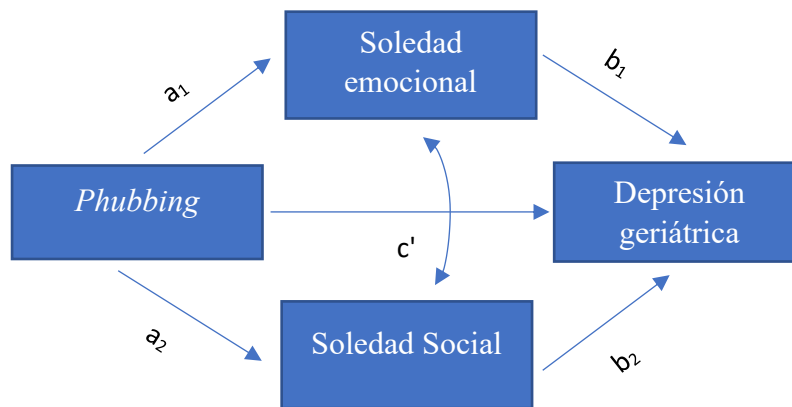 Soledad
emocional
a₁
b₁
Phubbing
Depresión
geriátrica
c'
a₂
Soledad Social
b₂